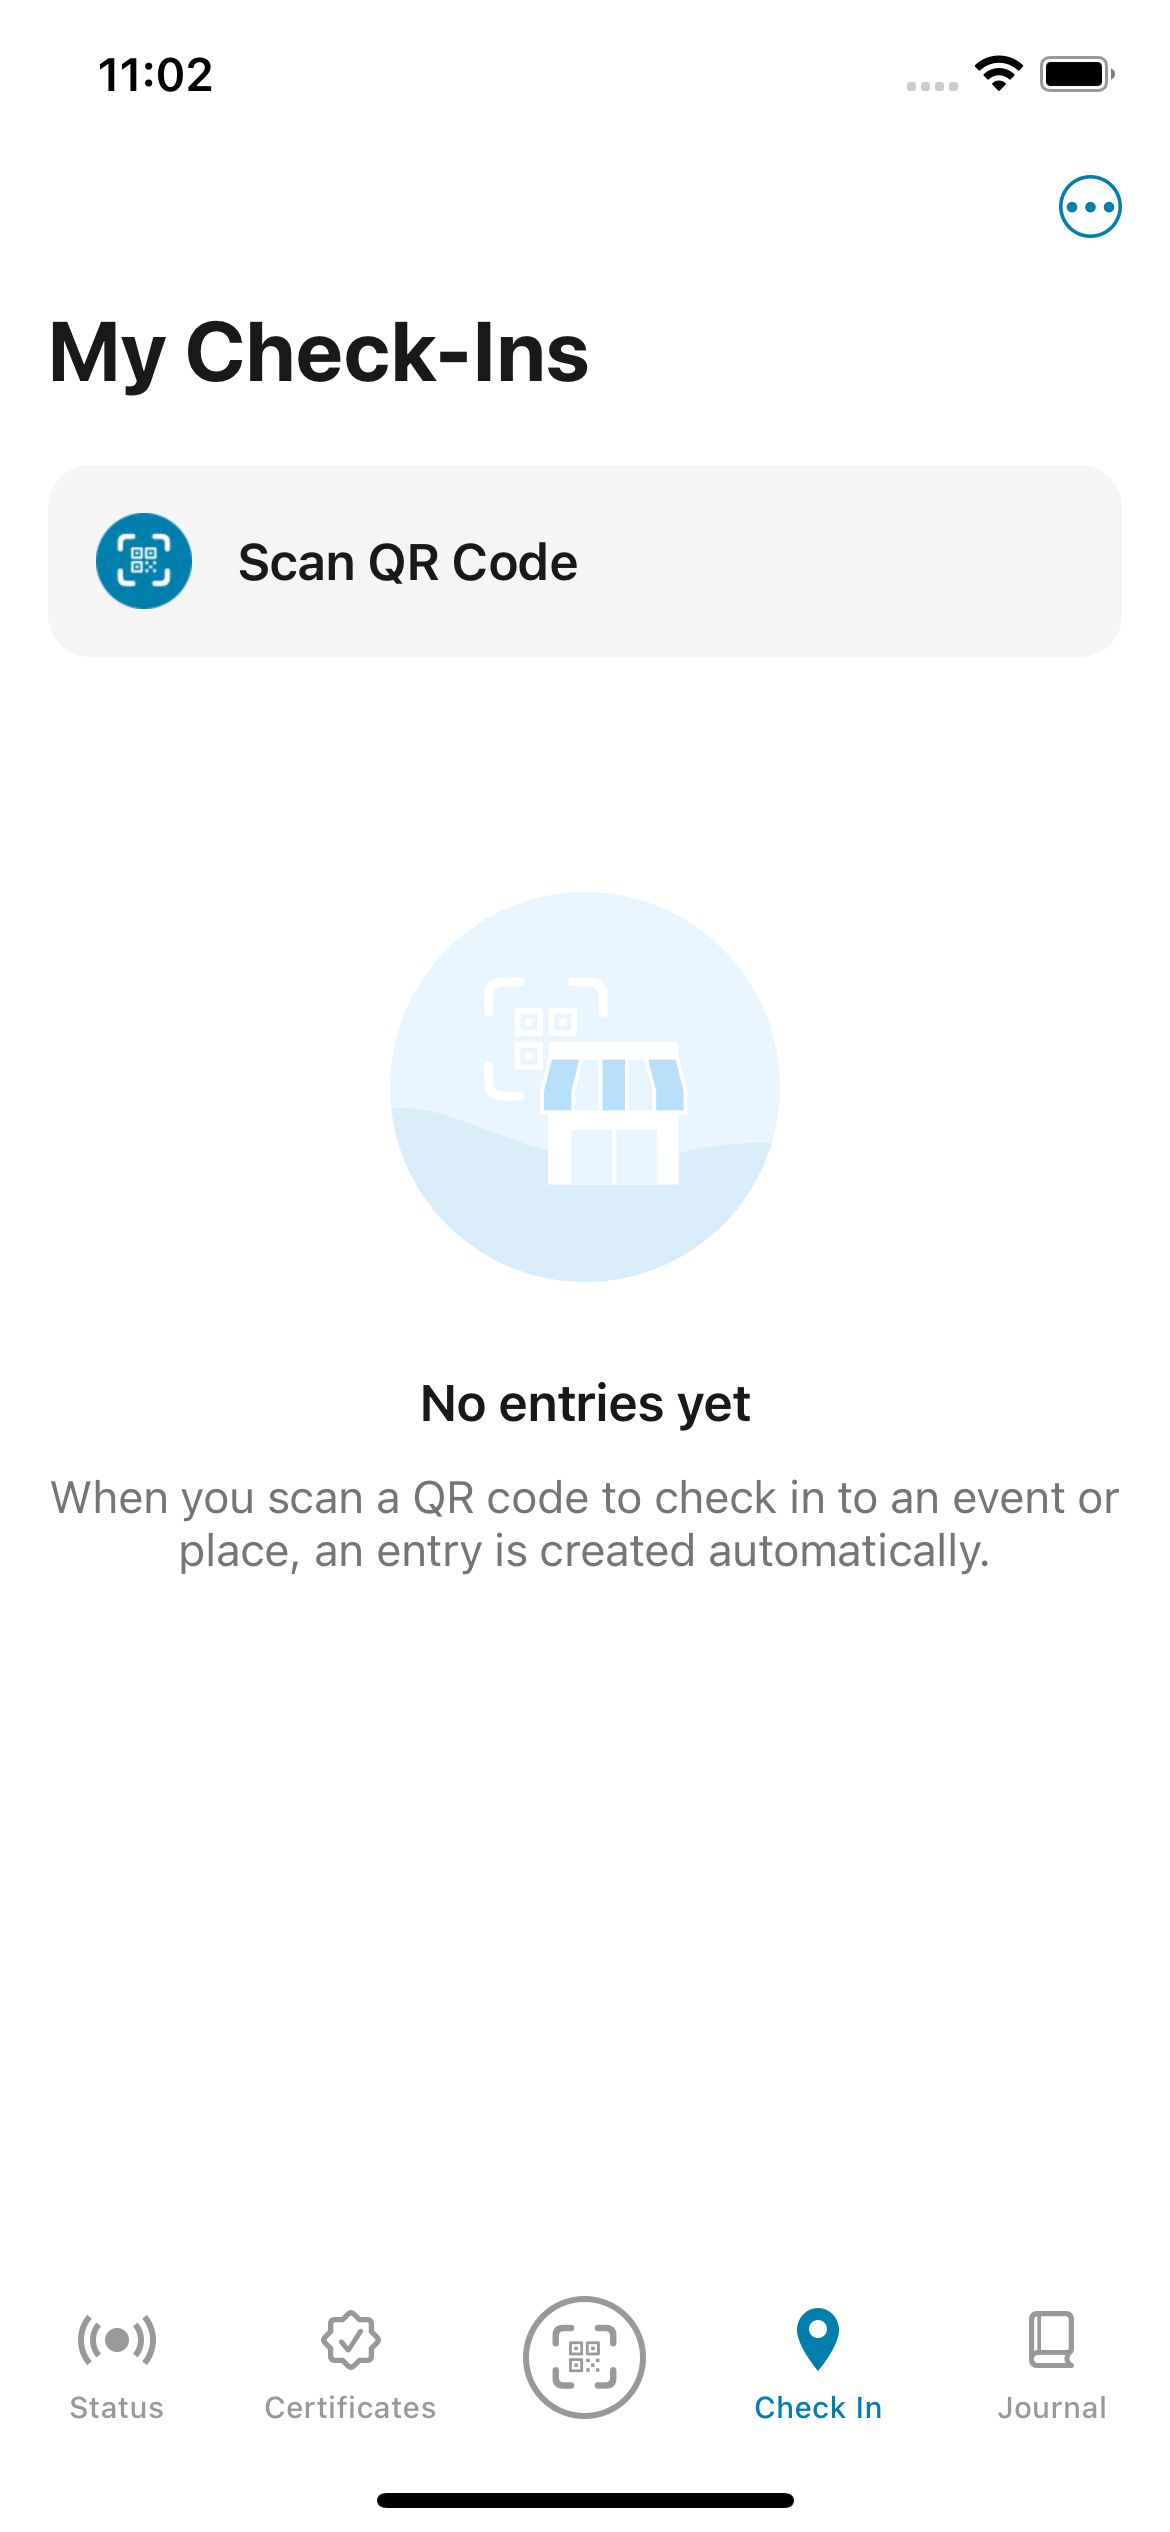 11:02
My Check-Ins
Scan QR Code
No entries yet
When you scan a QR code to check in to an event or
place, an entry is created automatically.
Status
Certificates
Check In
Journal